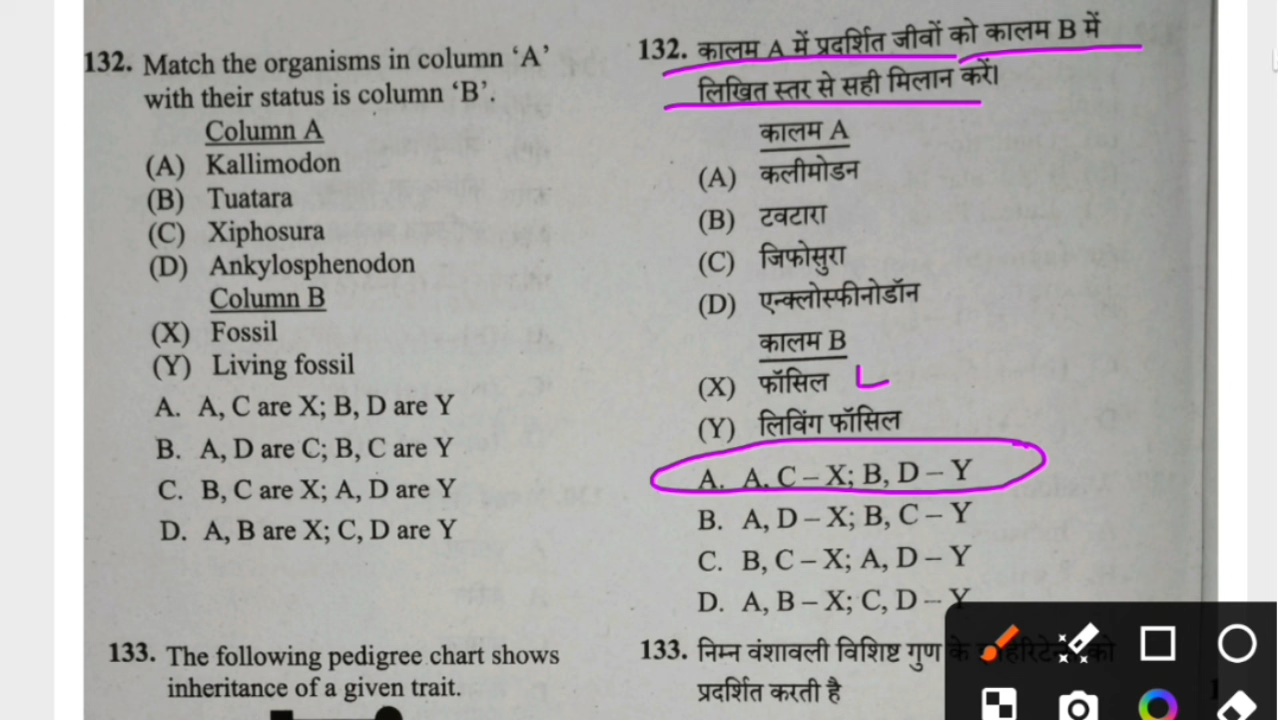 132. Match the organisms in column ‘A’
with their status is column ‘B’.
Column A
(A) Kallimodon
(B) Tuatara
(C) Xiphosura
(D) Ankylosphenodon
Column B
(X) Fossil
(Y) Living fossil
A. A, C are X; B, D are Y
B. A, D are C; B, C are Y
C. B, C are X; A, D are Y
D. A, B are X; C, D are Y
133. The following pedigree chart shows
inheritance of a given trait.
132. कालम A में प्रदर्शित जीवों को कालम B में
लिखित स्तर से सही मिलान करें।
कालम A
(A) कलीमोडन
(B) टवटारा
(C) जिफोसुरा
(D) एन्क्लोस्फीनोडॉन
कालम B
(X) फॉसिल
(Y) लिविंग फॉसिल
A. A, C – X; B, D – Y
B. A, D – X; B, C – Y
C. B, C – X; A, D – Y
D. A, B – X; C, D – Y
133. निम्न वंशावली विशिष्ट गुण के को
प्रदर्शित करती है